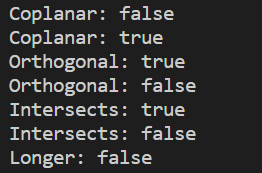 Coplanar: false
Coplanar: true
Orthogonal: true
Orthogonal: false
Intersects: true
Intersects: false
Longer: false